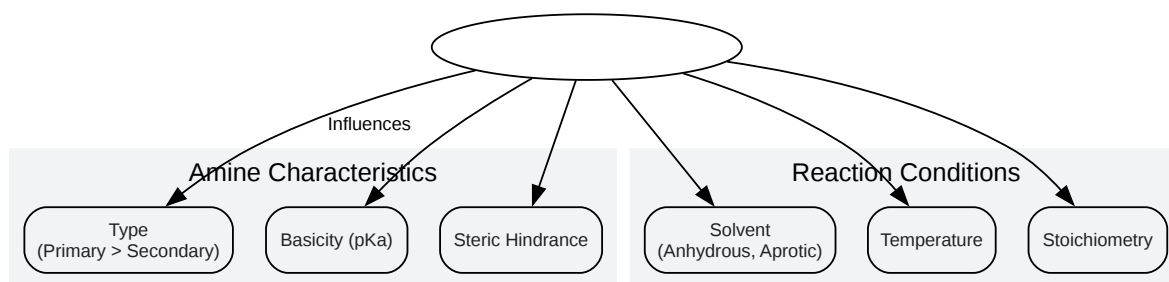 Influences
Amine Characteristics
Reaction Conditions
Type
(Primary > Secondary)
Basicity (pKa)
Steric Hindrance
Solvent
(Anhydrous, Aprotic)
Temperature
Stoichiometry